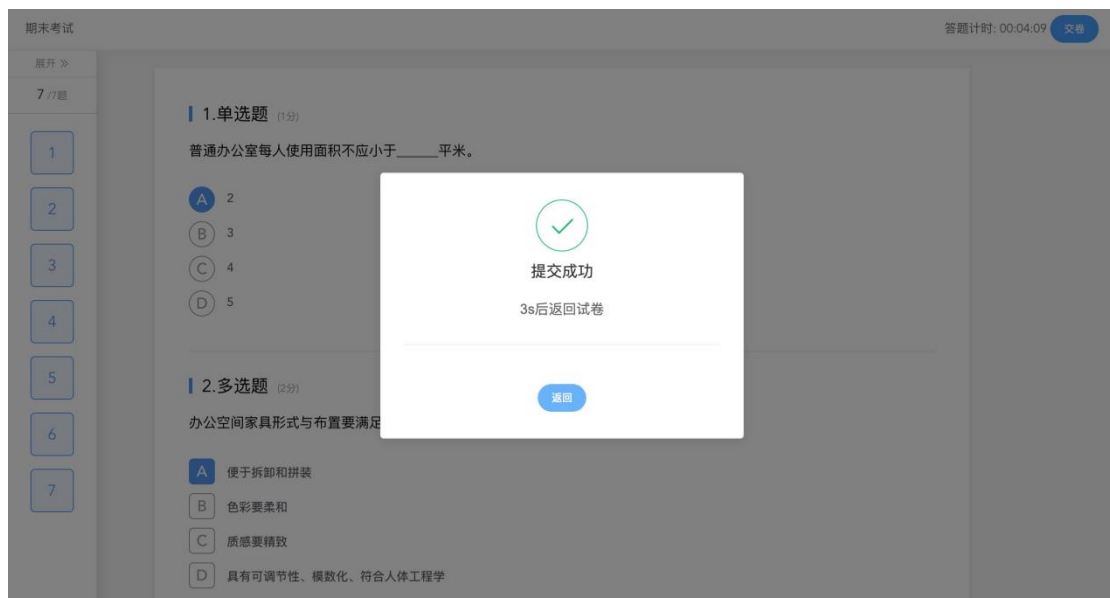 期末考试
答题计时: 00:04:09 交卷
展开 »
7 /7题
1
2
3
4
5
6
7
1.单选题 (1分)
普通办公室每人使用面积不应小于_____平米。
A 2
B 3
C 4
D 5
提交成功
3s后返回试卷
返回
2.多选题 (2分)
办公空间家具形式与布置要满足
A 便于拆卸和拼装
B 色彩要柔和
C 质感要精致
D 具有可调节性、模数化、符合人体工程学